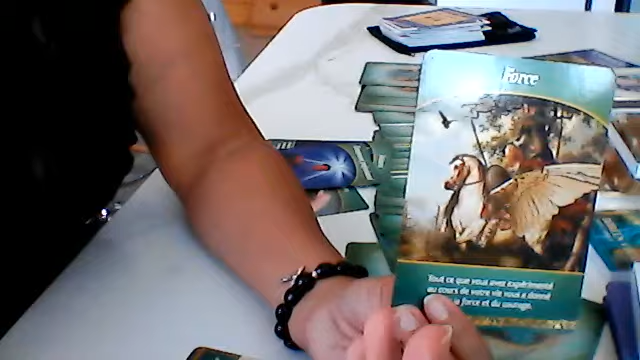 Force
Tout ce que vous avez expérimenté
au cours de votre vie vous a donné
la force et du courage.